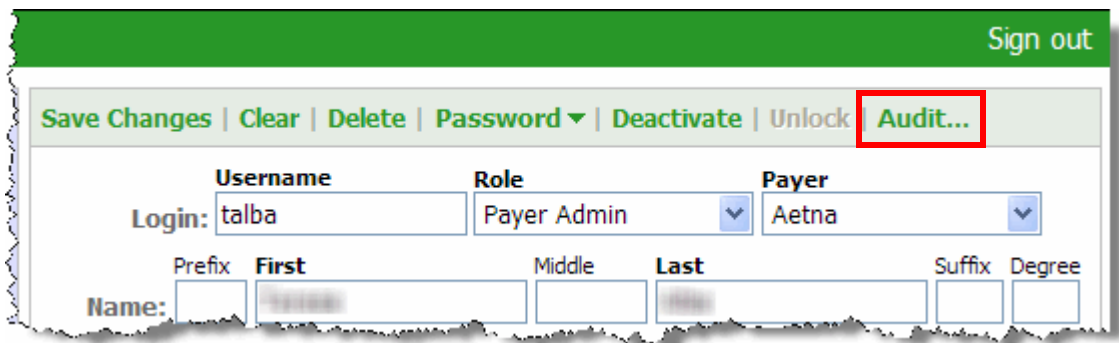 Sign out
Save Changes | Clear | Delete | Password ▼ | Deactivate | Unlock | Audit...
Username Role Payer
Login: talba Payer Admin Aetna
Prefix First Middle Last Suffix Degree
Name: